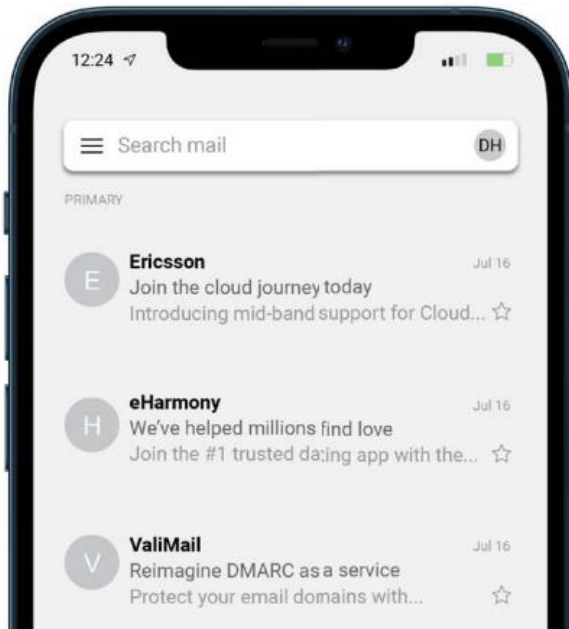 12:24
Search mail
DH
PRIMARY
Ericsson
Jul 16
E
Join the cloud journey today
Introducing mid-band support for Cloud...
eHarmony
Jul 16
H
We've helped millions find love
Join the #1 trusted dating app with the...
ValiMail
Jul 16
V
Reimagine DMARC as a service
Protect your email domains with...